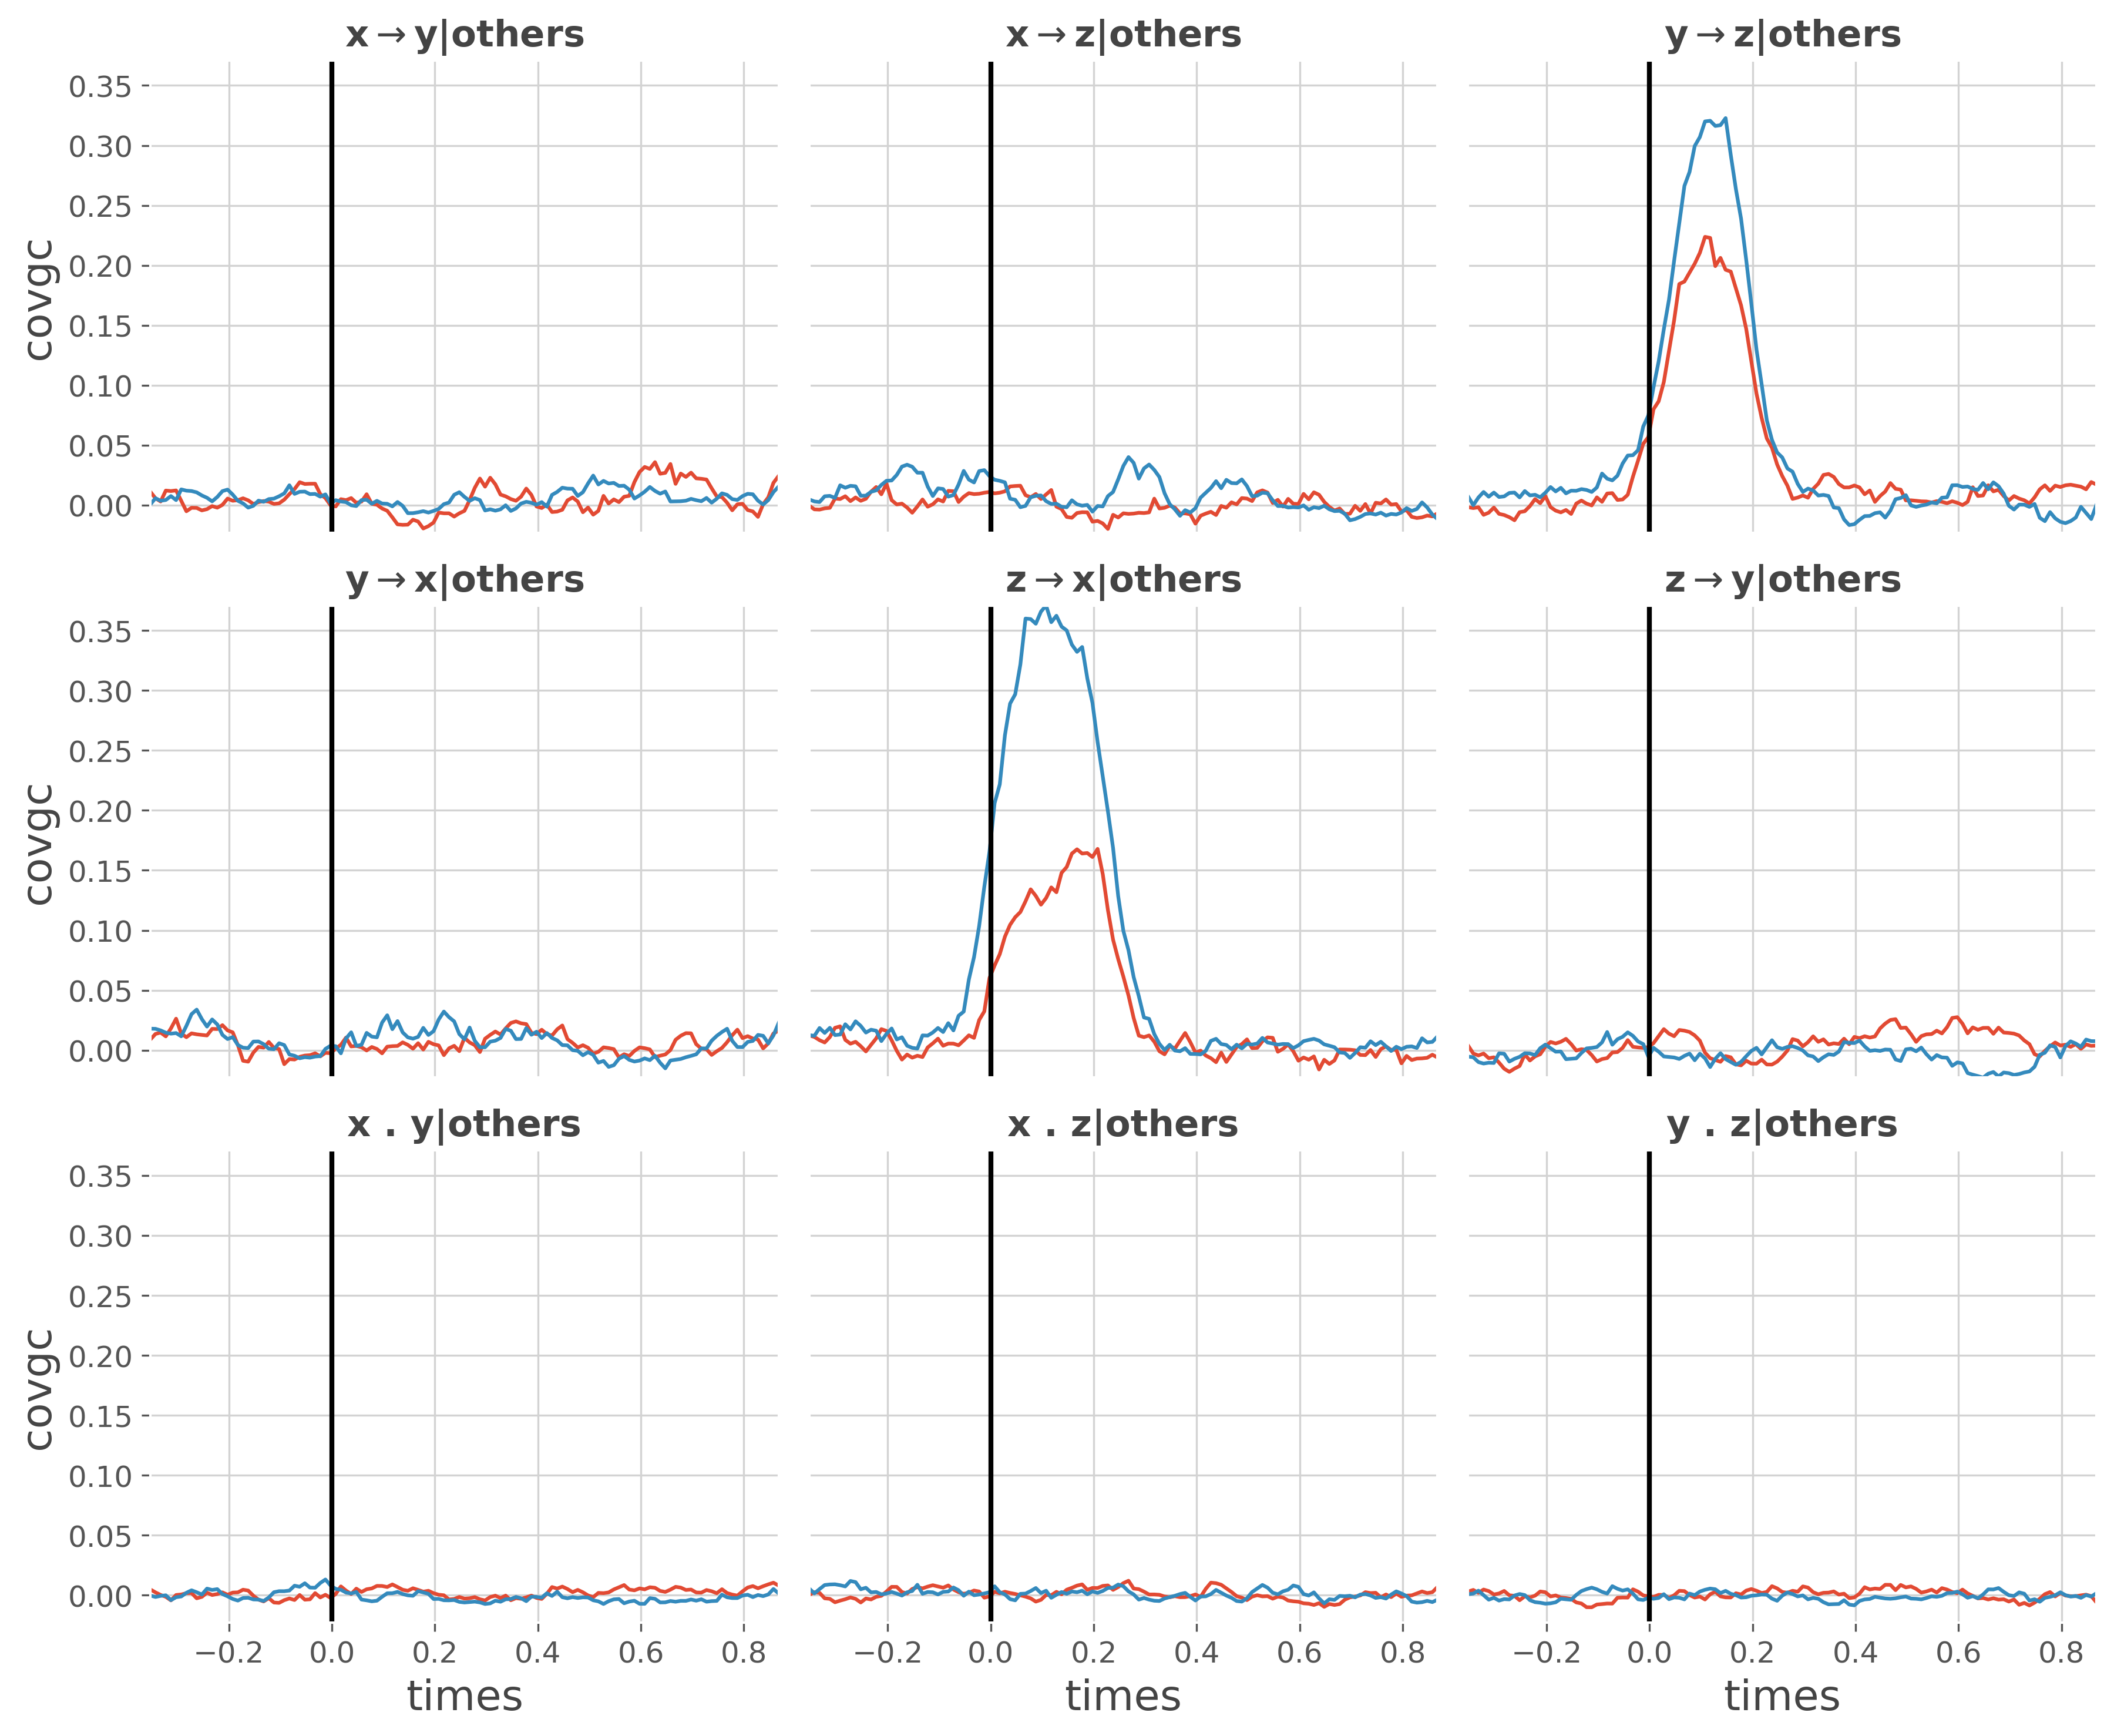 x→y|others
x→z|others
y→z|others
0.35
0.30
0.25
0.20
0.15
0.10
0.05
0.00
covgc
y→x|others
z→x|others
z→y|others
0.35
0.30
0.25
0.20
0.15
0.10
0.05
0.00
covgc
x . y|others
x . z|others
y . z|others
0.35
0.30
0.25
0.20
0.15
0.10
0.05
0.00
covgc
−0.2 0.0 0.2 0.4 0.6 0.8
−0.2 0.0 0.2 0.4 0.6 0.8
−0.2 0.0 0.2 0.4 0.6 0.8
times
times
times